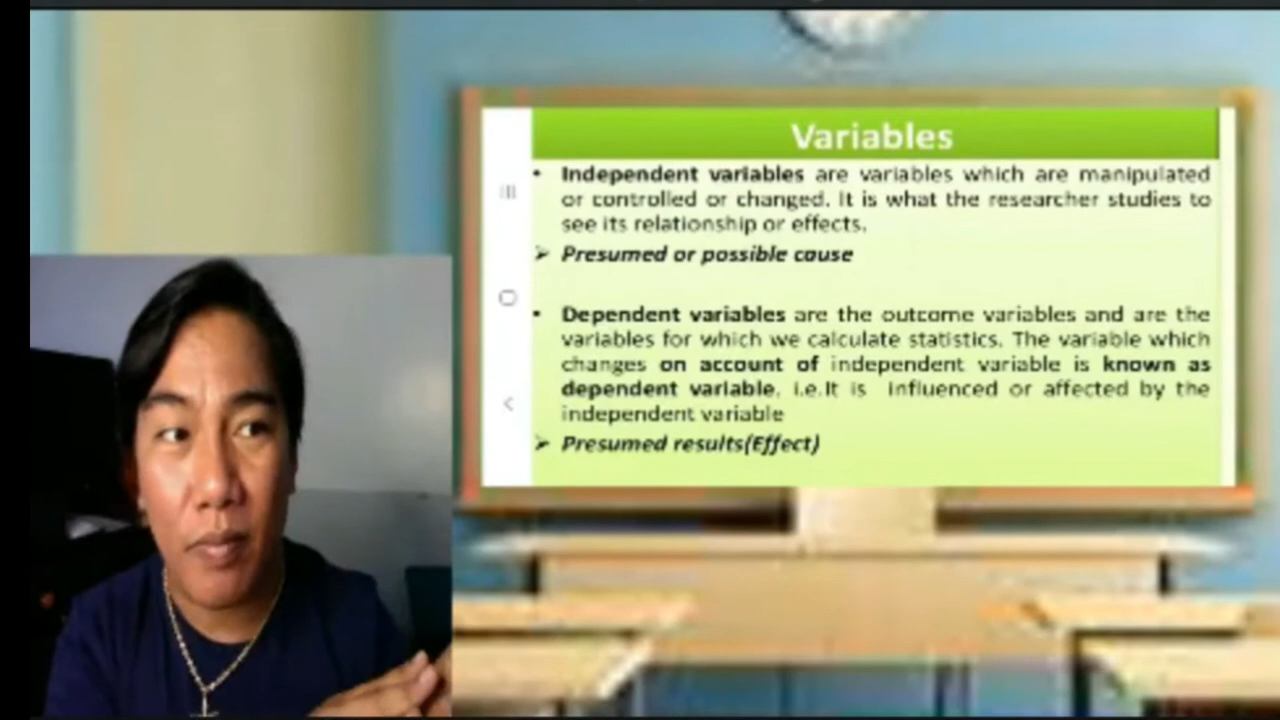 Variables
• Independent variables are variables which are manipulated
or controlled or changed. It is what the researcher studies to
see its relationship or effects.
➢ Presumed or possible cause
• Dependent variables are the outcome variables and are the
variables for which we calculate statistics. The variable which
changes on account of independent variable is known as
dependent variable, i.e.It is influenced or affected by the
independent variable
➢ Presumed results(Effect)